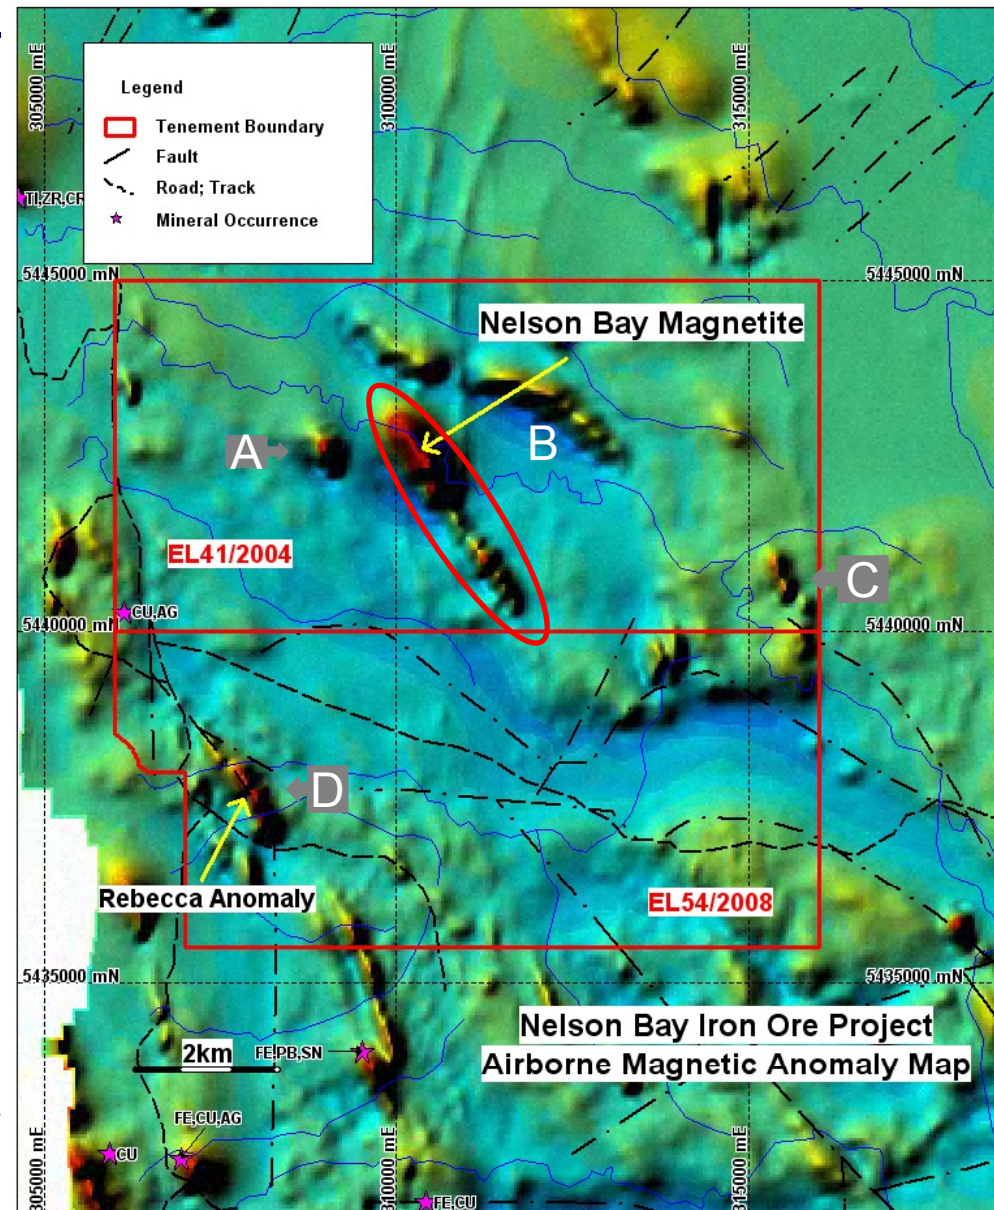 305000 mE
310000 mE
315000 mE
Legend
Tenement Boundary
Fault
Road; Track
Mineral Occurrence
TI,ZR,CR
5445000 mN
5445000 mN
Nelson Bay Magnetite
A
B
EL41/2004
C
CU,AG
5440000 mN
5440000 mN
D
Rebecca Anomaly
EL54/2008
5435000 mN
5435000 mN
Nelson Bay Iron Ore Project
Airborne Magnetic Anomaly Map
2km
FE,PB,SN
FE,CU,AG
CU
305000 mE
310000 mE
315000 mE
FE,CU